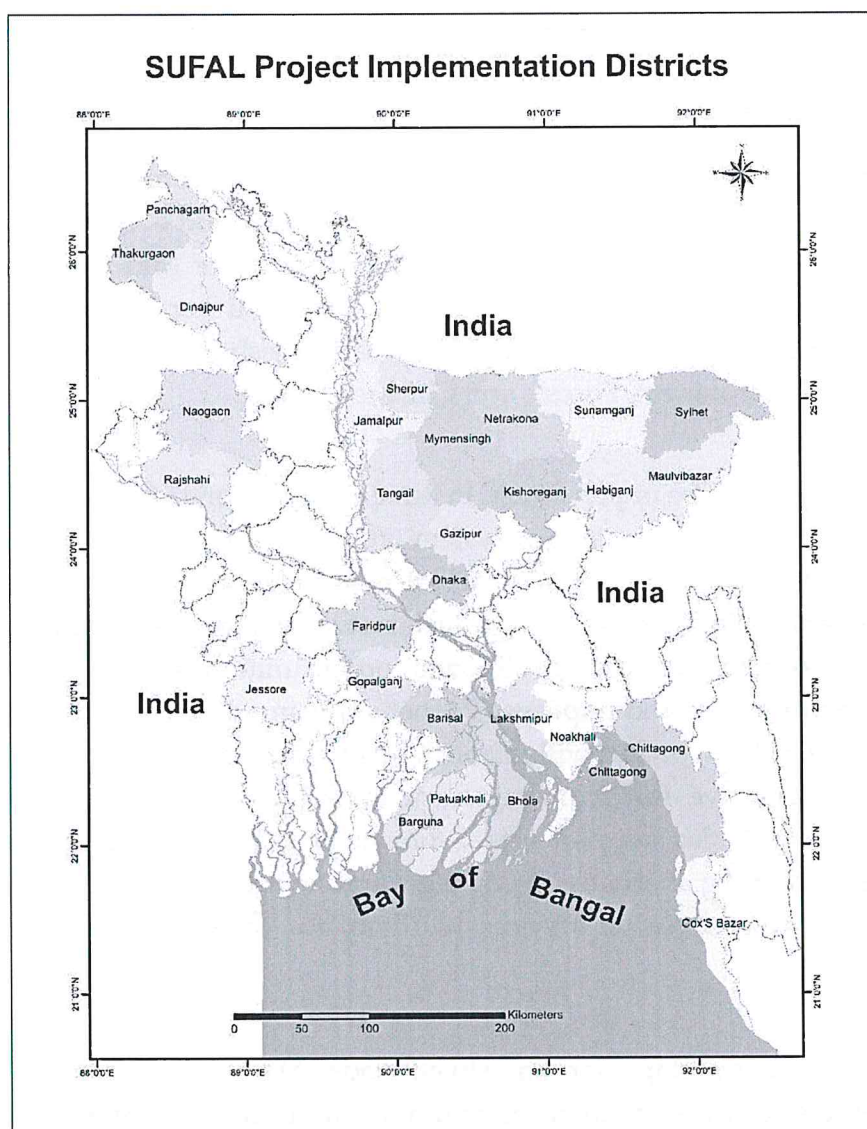 SUFAL Project Implementation Districts
88°0'0"E 89°0'0"E 90°0'0"E 91°0'0"E 92°0'0"E
Panchagarh
26°0'0"N
26°0'0"N
Thakurgaon
Dinajpur
India
25°0'0"N
25°0'0"N
Sherpur
Naogaon
Jamalpur
Netrakona
Sunamganj
Sylhet
Mymensingh
Rajshahi
Tangail
Kishoreganj
Habiganj
Maulvibazar
Gazipur
24°0'0"N
24°0'0"N
Dhaka
India
Faridpur
Gopalganj
Jessore
23°0'0"N
23°0'0"N
India
Barisal
Lakshmipur
Noakhali
Chittagong
Chittagong
Patuakhali
Bhola
Barguna
22°0'0"N
22°0'0"N
Bay of Bangal
Cox'S Bazar
21°0'0"N
21°0'0"N
Kilometers
0 50 100 200
88°0'0"E 89°0'0"E 90°0'0"E 91°0'0"E 92°0'0"E